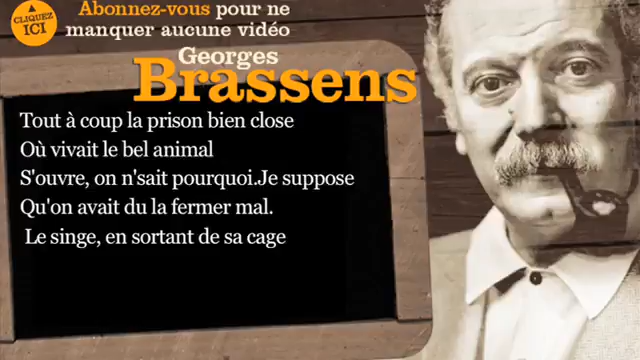 CLIQUEZ
ICI
Abonnez-vous pour ne
manquer aucune vidéo
Georges
Brassens
Tout à coup la prison bien close
Où vivait le bel animal
S'ouvre, on n'sait pourquoi.Je suppose
Qu'on avait du la fermer mal.
Le singe, en sortant de sa cage